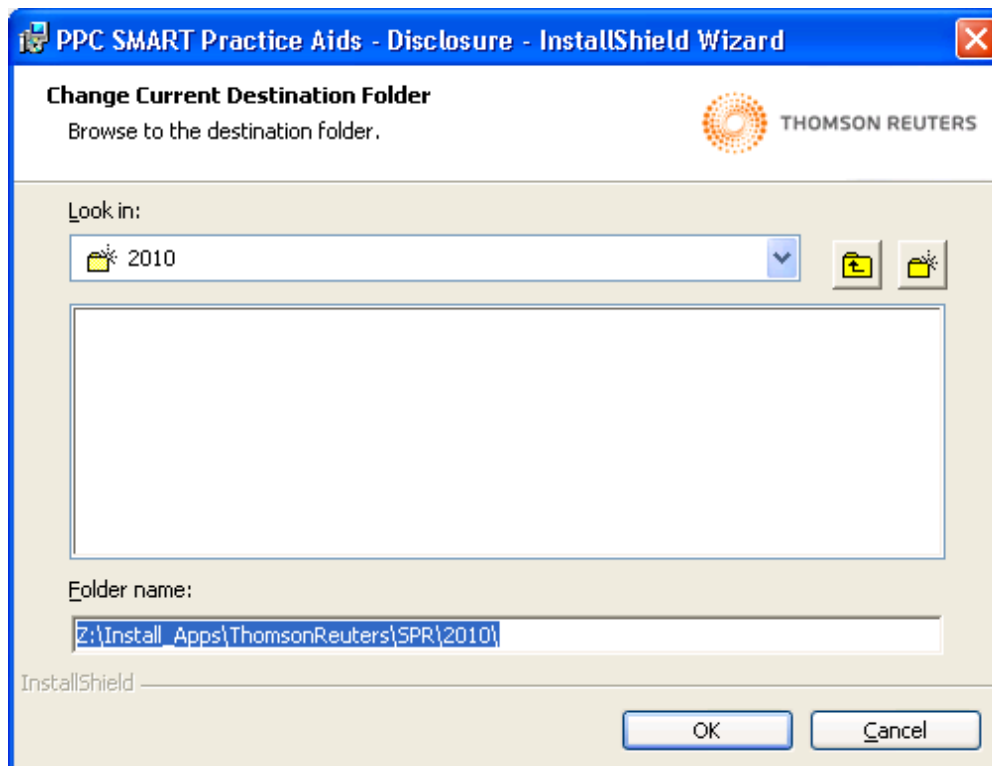 PPC SMART Practice Aids - Disclosure - InstallShield Wizard
Change Current Destination Folder
Browse to the destination folder.
THOMSON REUTERS
Look in:
2010
Folder name:
Z:\Install_Apps\ThomsonReuters\SPR\2010\
InstallShield
OK
Cancel